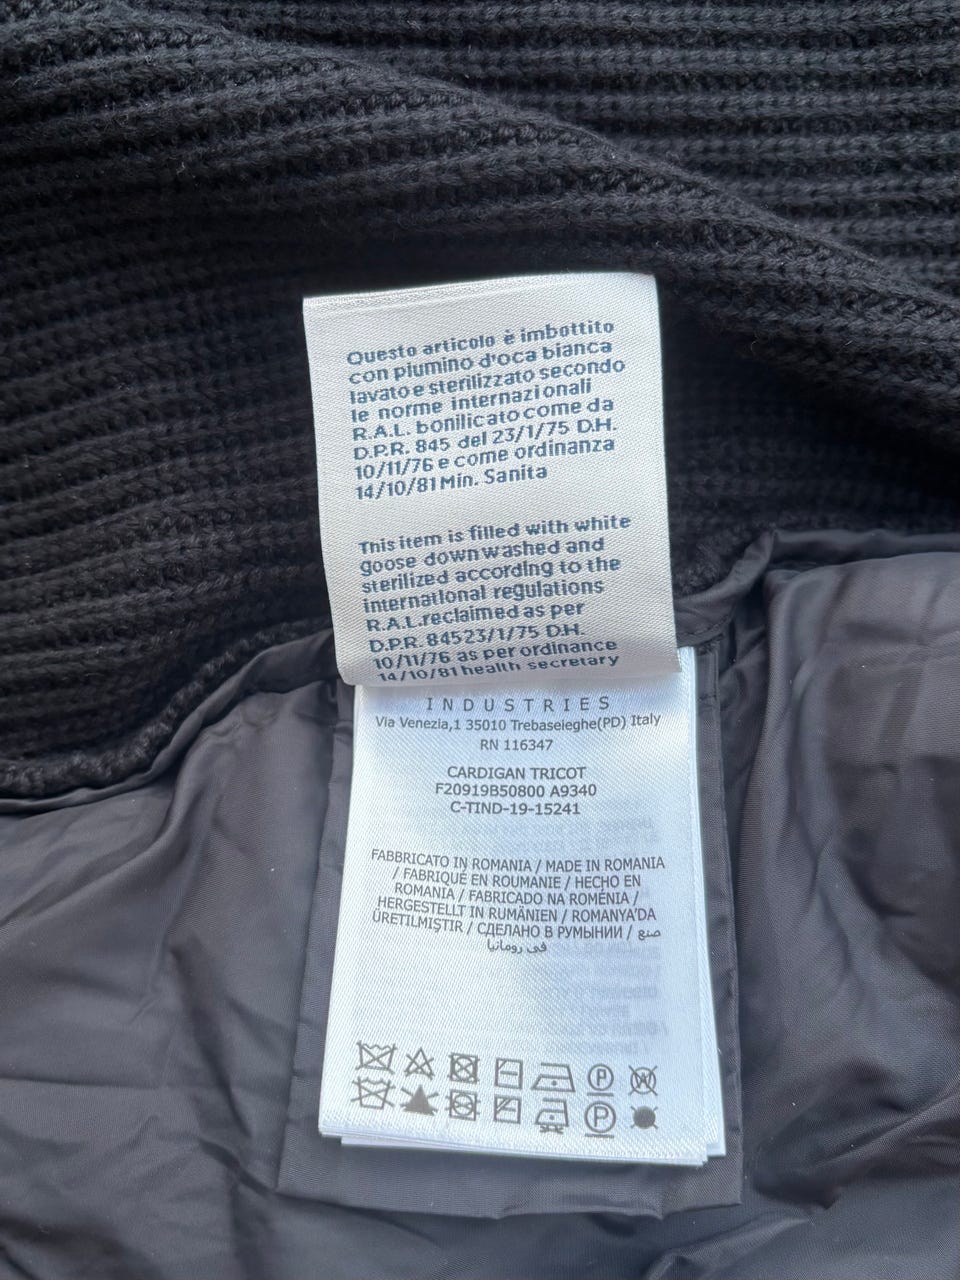 Questo articolo è imbottito
con piumino d'oca bianca
lavato e sterilizzato secondo
le norme internazionali
R.A.L. bonilicato come da
D.P.R. 845 del 23/1/75 D.H.
10/11/76 e come ordinanza
14/10/81 Min. Sanita
This item is filled with white
goose down washed and
sterilized according to the
international regulations
R.A.L.reclaimed as per
D.P.R. 84523/1/75 D.H.
10/11/76 as per ordinance
14/10/81 health secretary
INDUSTRIES
Via Venezia,1 35010 Trebaseleghe(PD) Italy
RN 116347
CARDIGAN TRICOT
F20919B50800 A9340
C-TIND-19-15241
FABBRICATO IN ROMANIA / MADE IN ROMANIA
/ FABRIQUÉ EN ROUMANIE / HECHO EN
ROMANIA / FABRICADO NA ROMÉNIA /
HERGESTELLT IN RUMÄNIEN / ROMANYA'DA
ÜRETILMIŞTIR / СДЕЛАНО В РУМЫНИИ / صنع
في رومانيا
P W
P